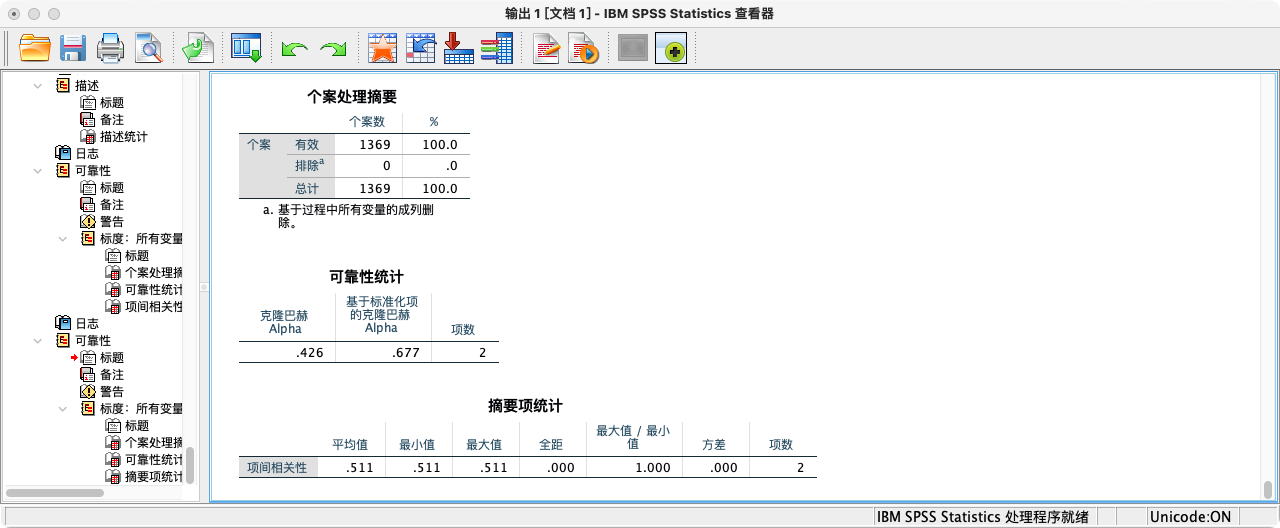 输出 1 [文档 1] - IBM SPSS Statistics 查看器
描述
标题
备注
描述统计
日志
可靠性
标题
备注
警告
标度：所有变量
标题
个案处理摘
可靠性统计
项间相关性
日志
可靠性
标题
备注
警告
标度：所有变量
标题
个案处理摘
可靠性统计
摘要项统计
个案处理摘要
个案数 %
个案 有效 1369 100.0
排除a 0 .0
总计 1369 100.0
a. 基于过程中所有变量的成列删
除。
可靠性统计
克隆巴赫 Alpha 基于标准化项的克隆巴赫 Alpha 项数
.426 .677 2
摘要项统计
平均值 最小值 最大值 全距 最大值 / 最小值 方差 项数
项间相关性 .511 .511 .511 .000 1.000 .000 2
IBM SPSS Statistics 处理程序就绪 Unicode:ON